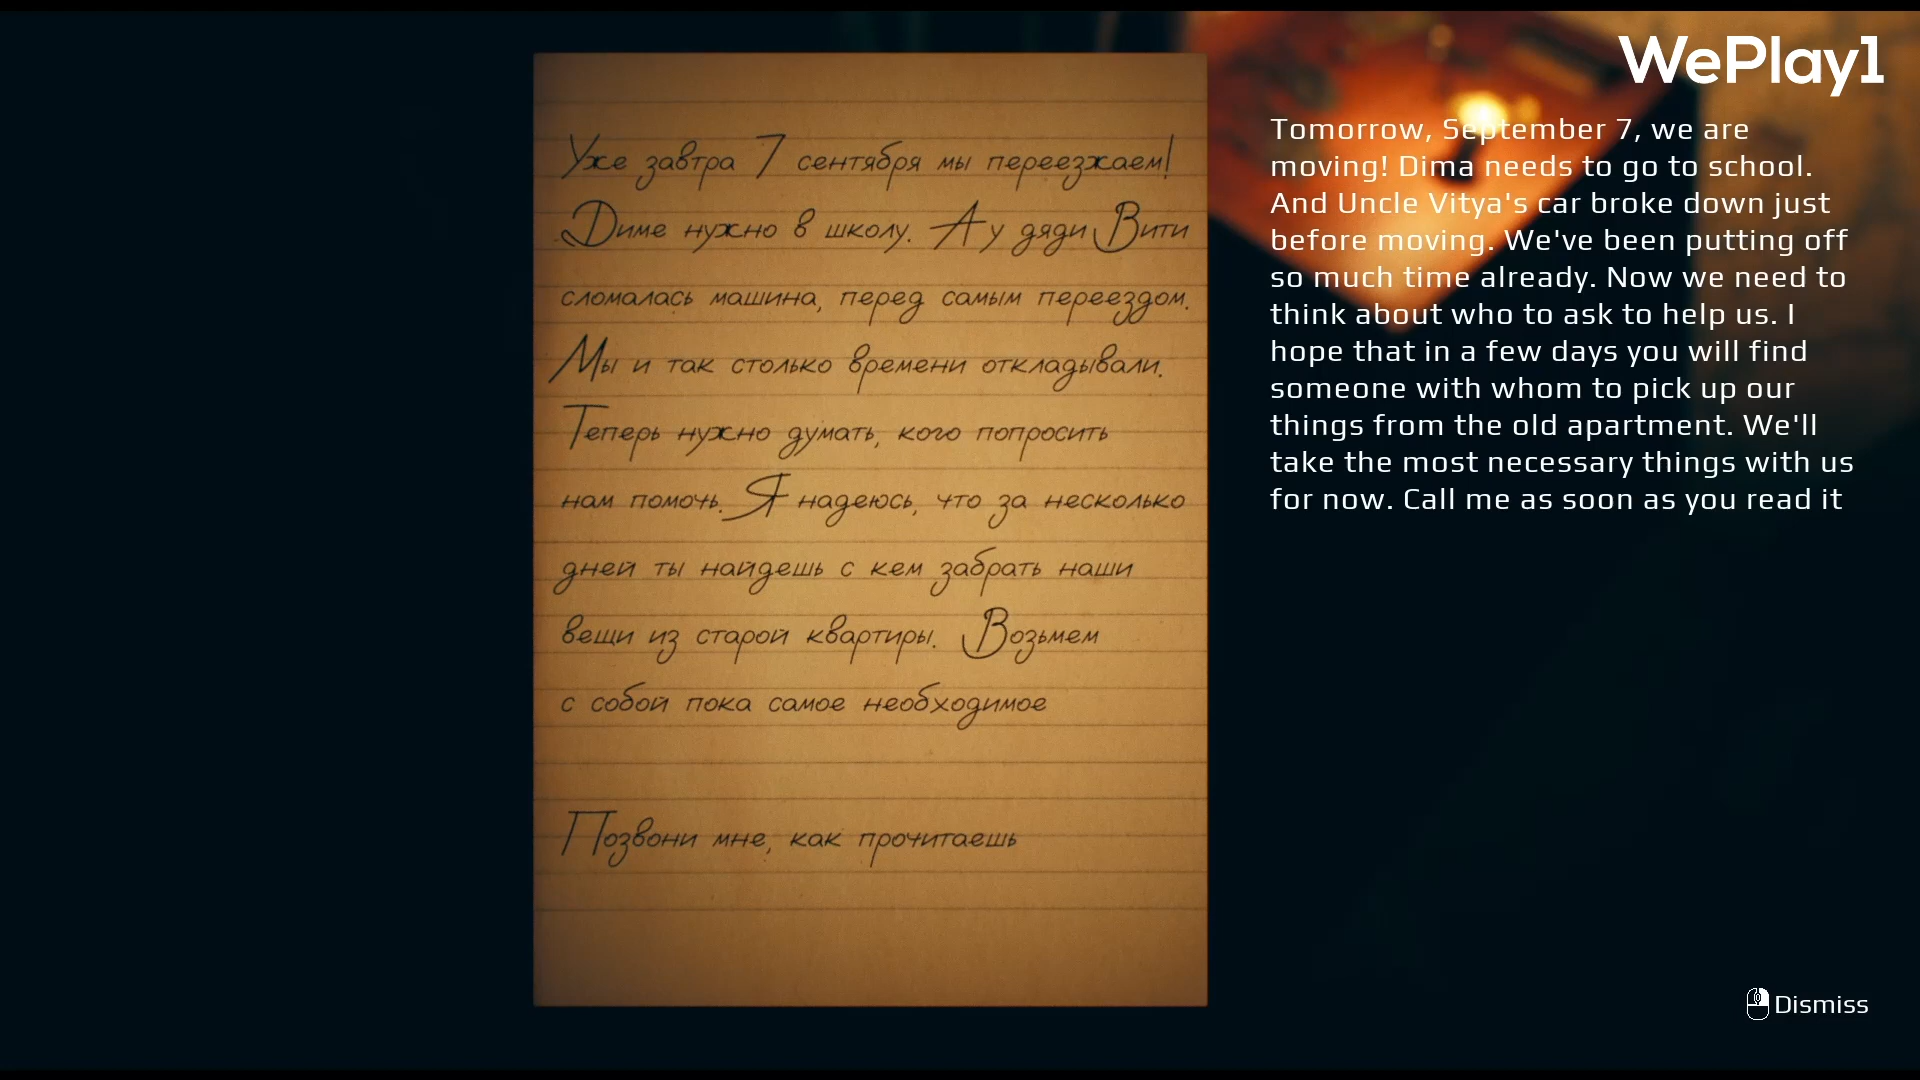 Уже завтра 7 сентября мы переезжаем!
Диме нужно в школу. А у дяди Вити
сломалась машина, перед самым переездом.
Мы и так столько времени откладывали.
Теперь нужно думать, кого попросить
нам помочь. Я надеюсь, что за несколько
дней ты найдешь с кем забрать наши
вещи из старой квартиры. Возьмем
с собой пока самое необходимое
Позвони мне, как прочитаешь
WePlay1
Tomorrow, September 7, we are
moving! Dima needs to go to school.
And Uncle Vitya's car broke down just
before moving. We've been putting off
so much time already. Now we need to
think about who to ask to help us. I
hope that in a few days you will find
someone with whom to pick up our
things from the old apartment. We'll
take the most necessary things with us
for now. Call me as soon as you read it
Dismiss